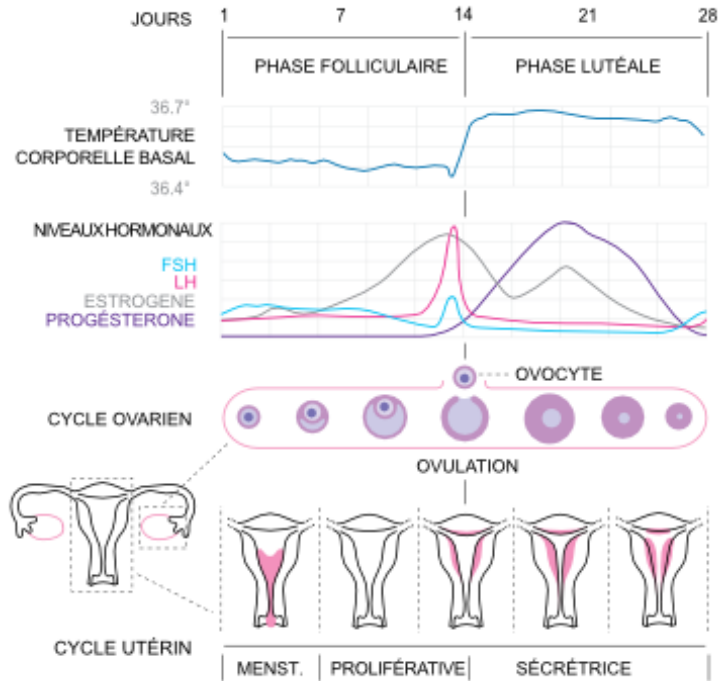 JOURS
1 7 14 21 28
PHASE FOLLICULAIRE
PHASE LUTÉALE
36.7°
TEMPÉRATURE
CORPORELLE BASAL
36.4°
NIVEAUX HORMONAUX
FSH
LH
ESTROGENE
PROGÉSTERONE
OVOCYTE
CYCLE OVARIEN
OVULATION
CYCLE UTÉRIN
MENST.
PROLIFÉRATIVE
SÉCRÉTRICE